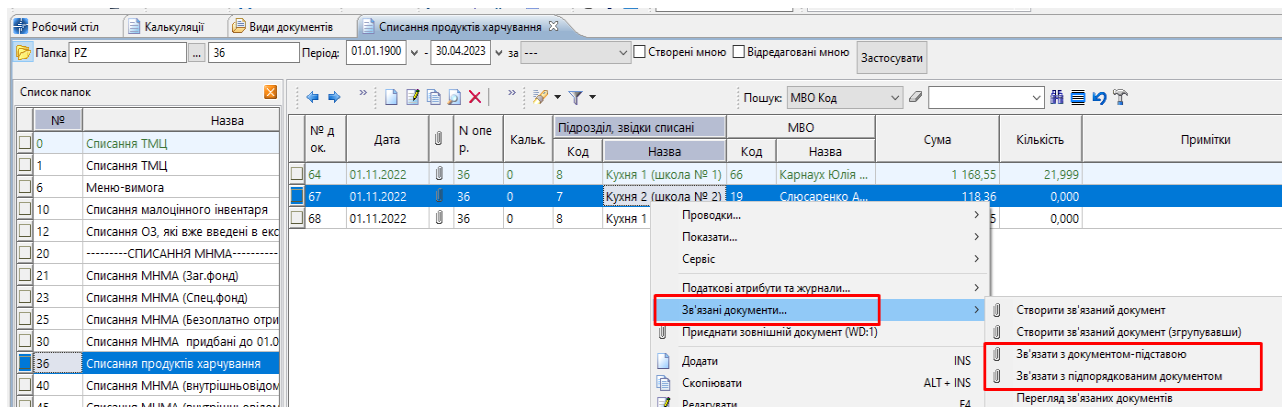 Робочий стіл Калькуляції Види документів Списання продуктів харчування
Папка PZ ... 36 Період: 01.01.1900 - 30.04.2023 за --- Створені мною Відредаговані мною Застосувати
Список папок
» » Пошук: МВО Код
№ Назва
0 Списання ТМЦ
1 Списання ТМЦ
6 Меню-вимога
10 Списання малоцінного інвентаря
12 Списання ОЗ, які вже введені в екс
20 ---------СПИСАННЯ МНМА----------
21 Списання МНМА (Заг.фонд)
23 Списання МНМА (Спец.фонд)
25 Списання МНМА (Безоплатно отри
30 Списання МНМА придбані до 01.0
36 Списання продуктів харчування
40 Списання МНМА (внутрішньовідом
45 Списання МНМА (внутрішньовідом
№ д ок. Дата N опе р. Кальк. Підрозділ, звідки списані МВО Сума Кількість Примітки
Код Назва Код Назва
64 01.11.2022 36 0 8 Кухня 1 (школа № 1) 66 Карнаух Юлія ... 1 168,55 21,999
67 01.11.2022 36 0 7 Кухня 2 (школа № 2) 19 Слюсаренко А... 118,36 0,000
68 01.11.2022 36 0 8 Кухня 1 5 0,000
Проводки...
Показати...
Сервіс
Податкові атрибути та журнали...
Зв'язані документи...
Приєднати зовнішній документ (WD:1)
Додати INS
Скопіювати ALT + INS
Редагувати F4
Створити зв'язаний документ
Створити зв'язаний документ (згрупувавши)
Зв'язати з документом-підставою
Зв'язати з підпорядкованим документом
Перегляд зв'язаних документів